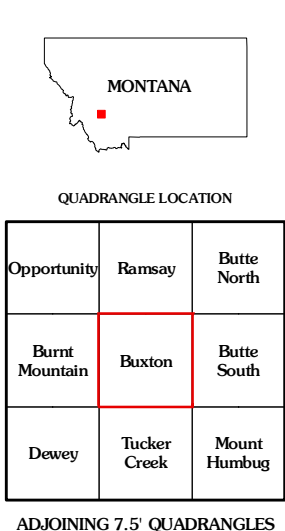 MONTANA
QUADRANGLE LOCATION
Opportunity
Ramsay
Butte
North
Burnt
Mountain
Buxton
Butte
South
Dewey
Tucker
Creek
Mount
Humbug
ADJOINING 7.5' QUADRANGLES